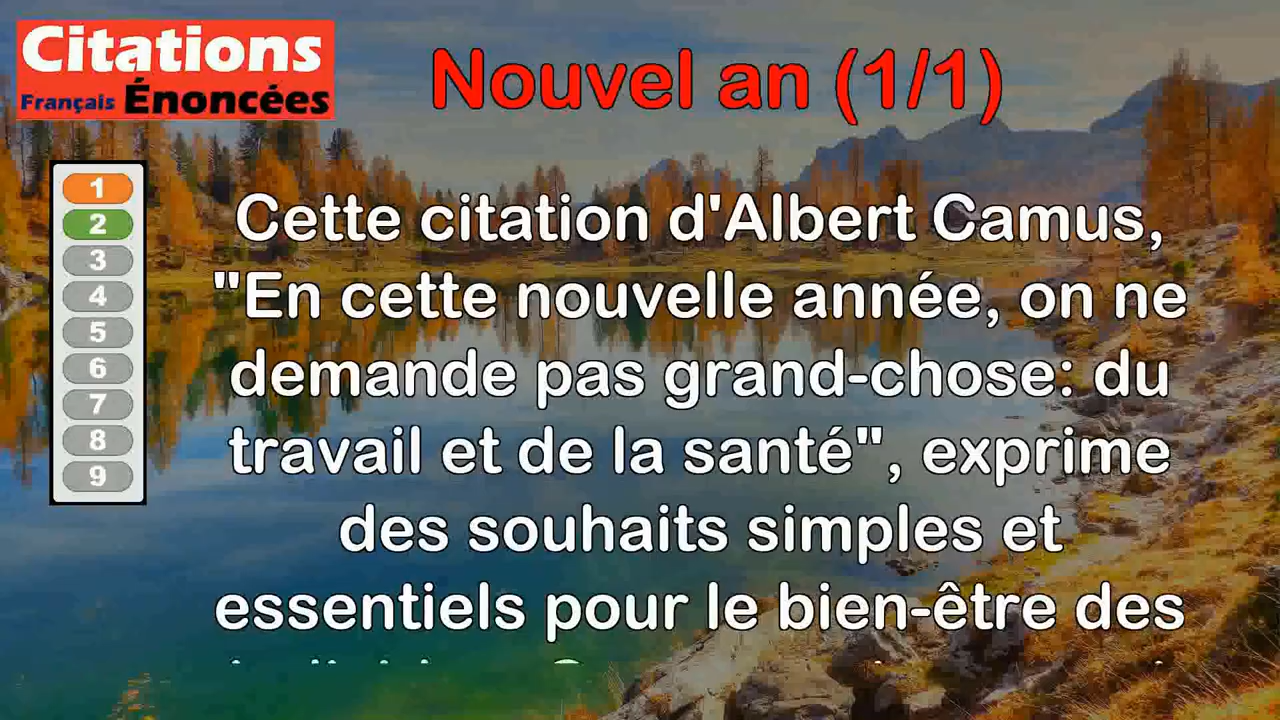 Citations
Français Énoncées
Nouvel an (1/1)
1
2
3
4
5
6
7
8
9
Cette citation d'Albert Camus,
"En cette nouvelle année, on ne
demande pas grand-chose: du
travail et de la santé", exprime
des souhaits simples et
essentiels pour le bien-être des